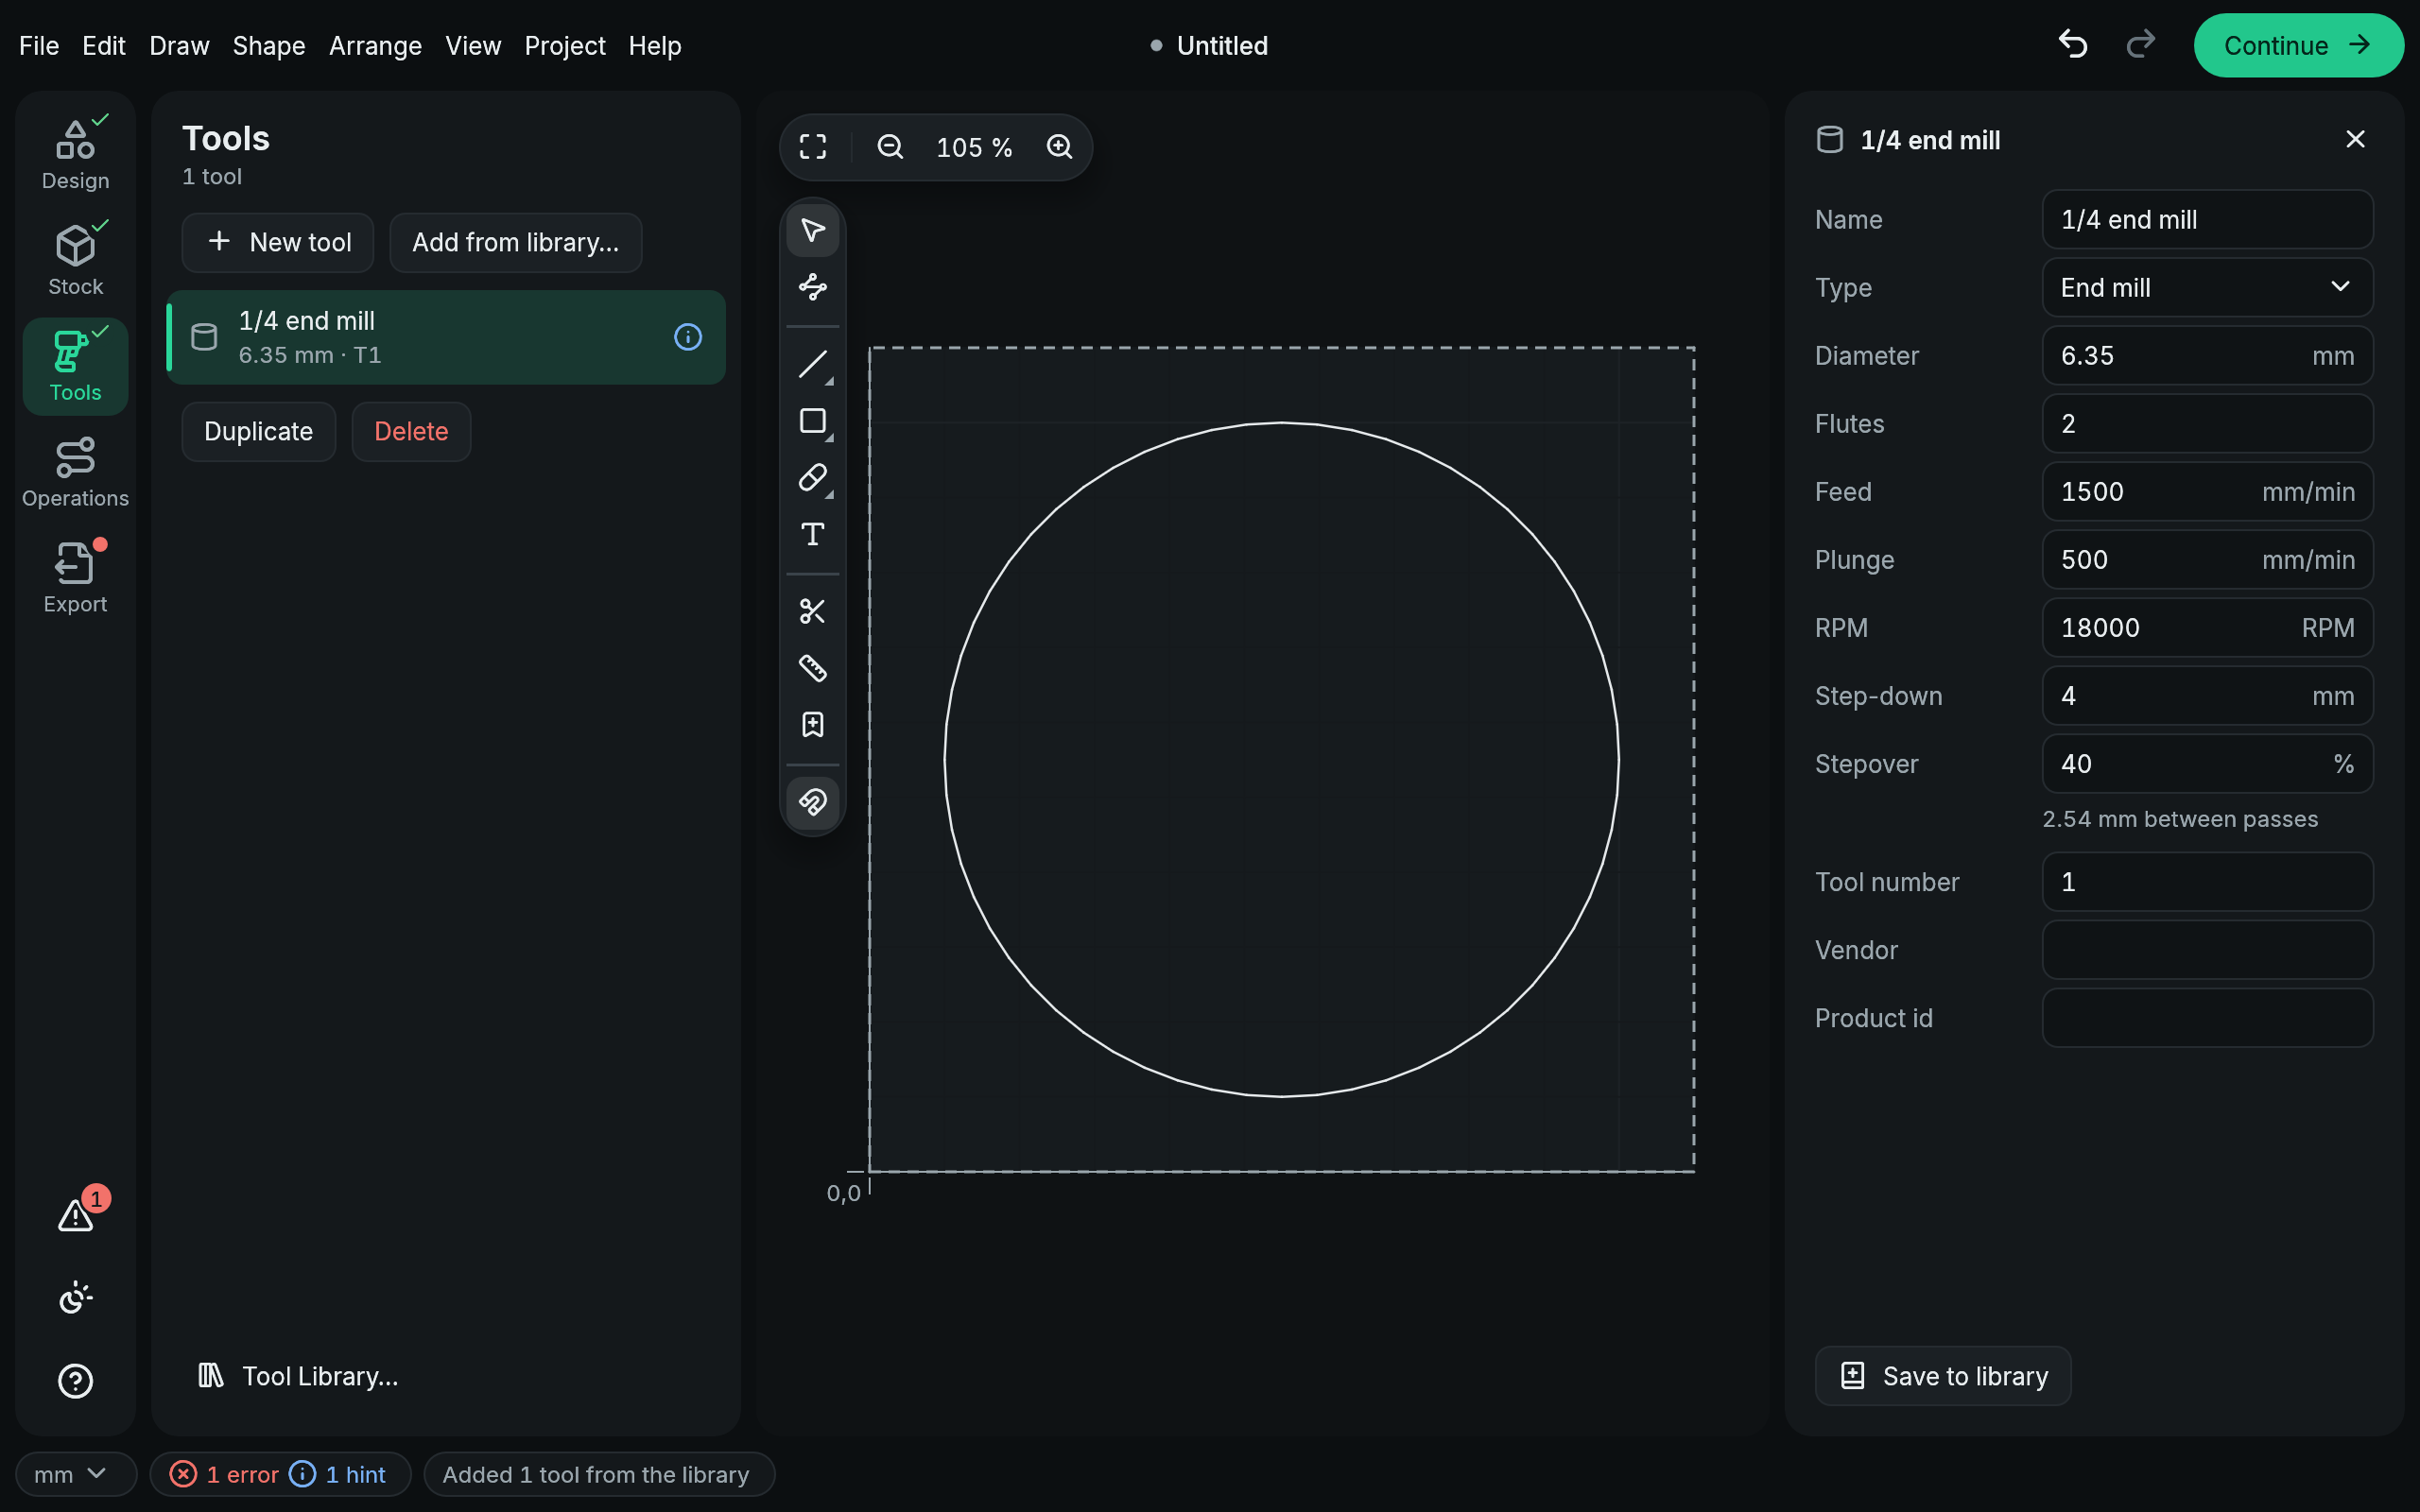 File Edit Draw Shape Arrange View Project Help
Untitled
Continue
Design
Stock
Tools
Operations
Export
1
Tools
1 tool
New tool
Add from library...
1/4 end mill
6.35 mm · T1
Duplicate
Delete
Tool Library...
105 %
0,0
1/4 end mill
Name 1/4 end mill
Type End mill
Diameter 6.35 mm
Flutes 2
Feed 1500 mm/min
Plunge 500 mm/min
RPM 18000 RPM
Step-down 4 mm
Stepover 40 %
2.54 mm between passes
Tool number 1
Vendor
Product id
Save to library
mm
1 error 1 hint
Added 1 tool from the library